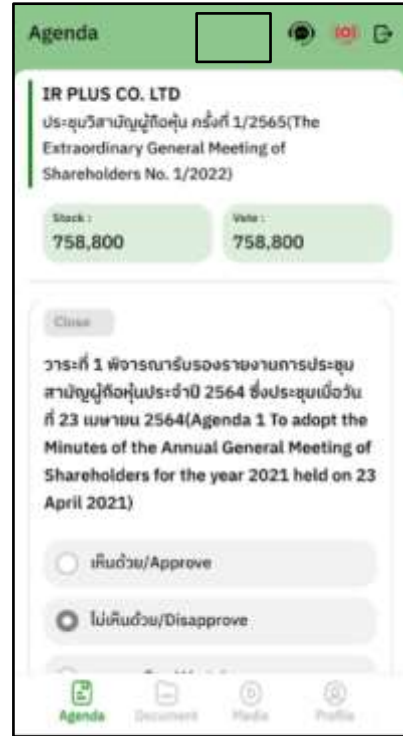 Agenda
IR PLUS CO. LTD
ประชุมวิสามัญผู้ถือหุ้น ครั้งที่ 1/2565(The
Extraordinary General Meeting of
Shareholders No. 1/2022)
Stock :
Vote :
758,800
758,800
Close
วาระที่ 1 พิจารณารับรองรายงานการประชุม
สามัญผู้ถือหุ้นประจำปี 2564 ซึ่งประชุมเมื่อวัน
ที่ 23 เมษายน 2564(Agenda 1 To adopt the
Minutes of the Annual General Meeting of
Shareholders for the year 2021 held on 23
April 2021)
เห็นด้วย/Approve
ไม่เห็นด้วย/Disapprove
Agenda
Document
Media
Profile